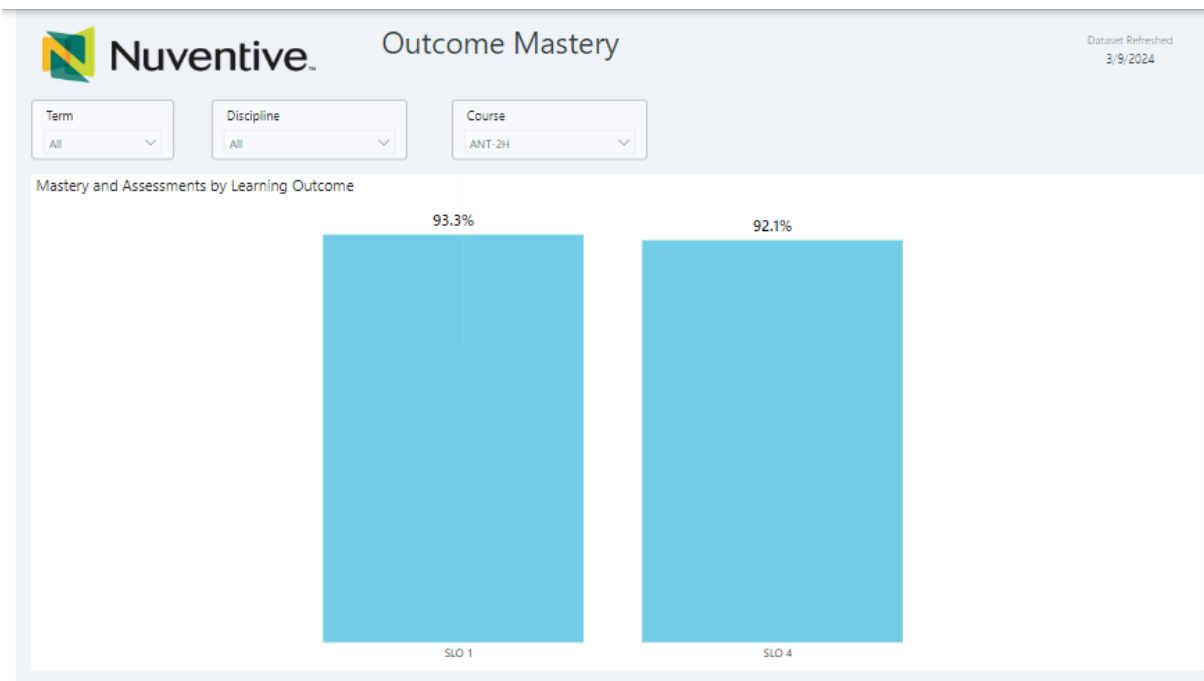 Nuventive™
Outcome Mastery
Dataset Refreshed
3/9/2024
Term
All
Discipline
All
Course
ANT-2H
Mastery and Assessments by Learning Outcome
93.3%
92.1%
SLO 1
SLO 4